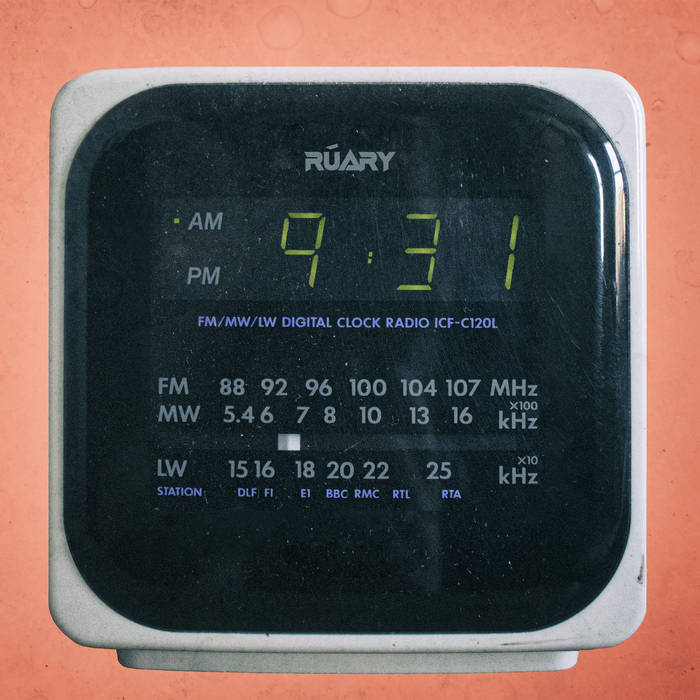 RÚARY
AM
9:31
PM
FM/MW/LW DIGITAL CLOCK RADIO ICF-C120L
FM 88 92 96 100 104 107 MHz
MW 5.4 6 7 8 10 13 16 ×100 kHz
LW 15 16 18 20 22 25 ×10 kHz
STATION DLF F1 E1 BBC RMC RTL RTA